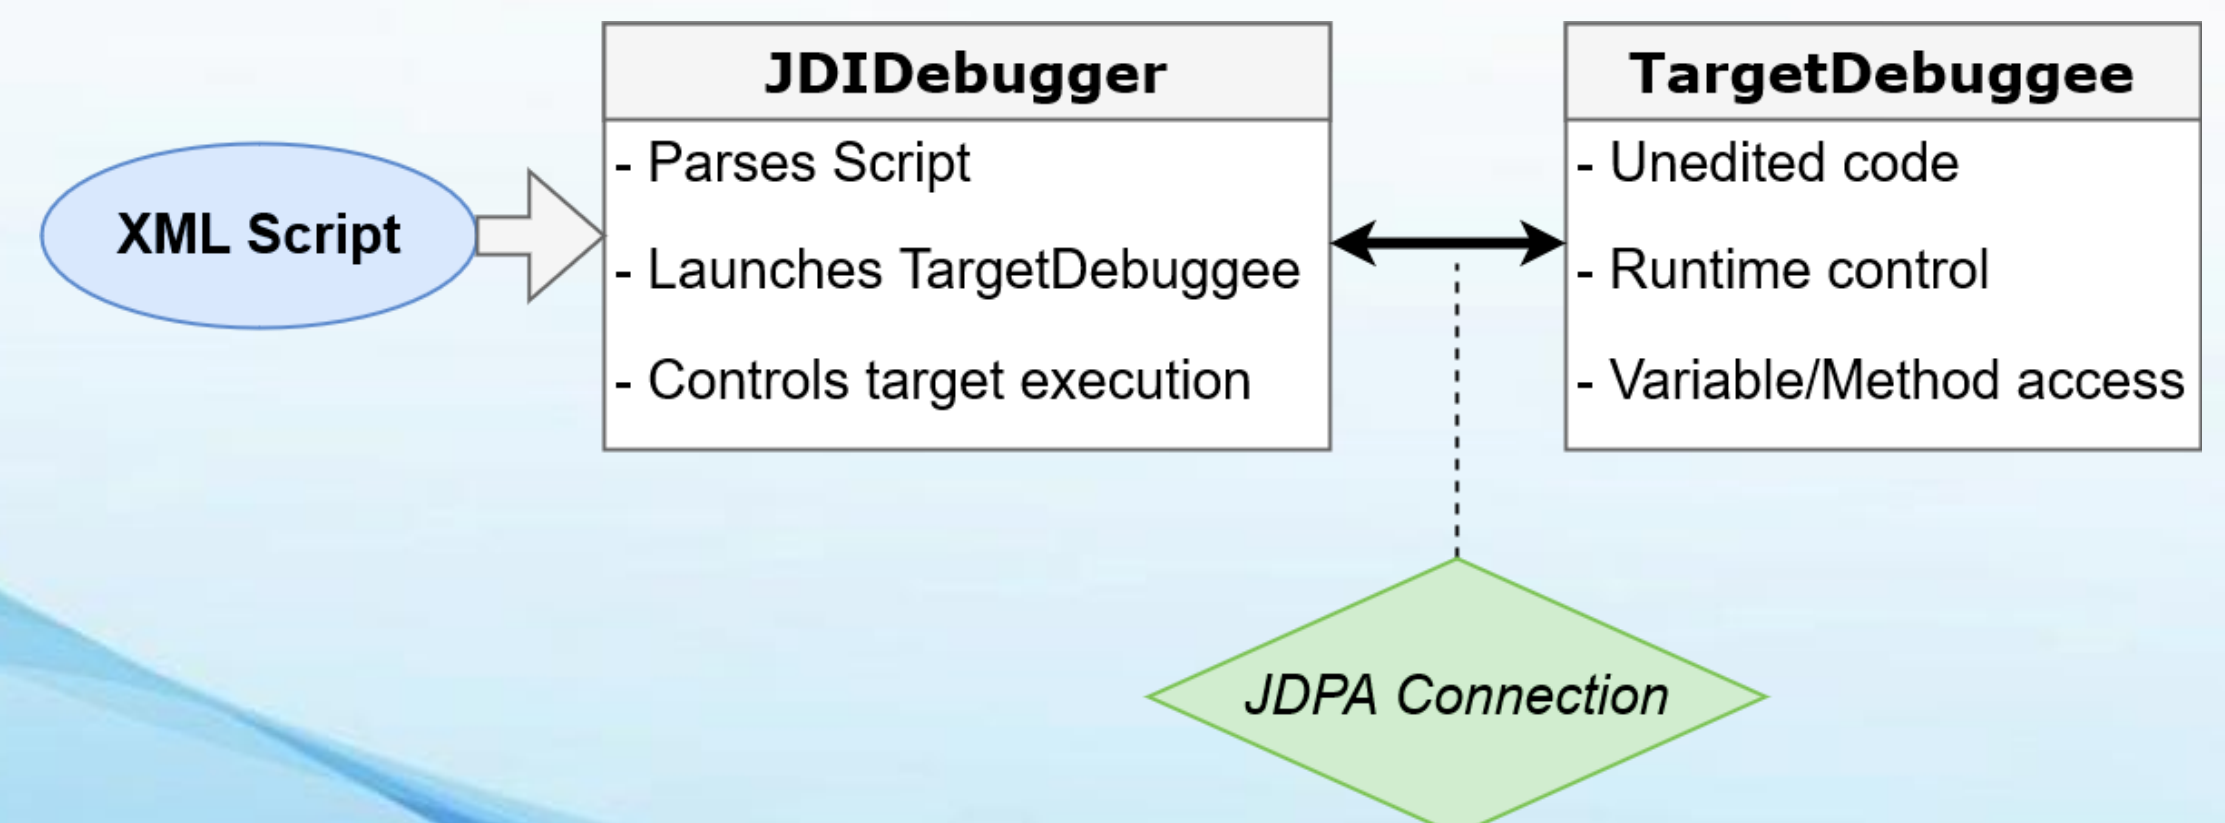 XML Script
JDIDebugger
- Parses Script
- Launches TargetDebuggee
- Controls target execution
TargetDebuggee
- Unedited code
- Runtime control
- Variable/Method access
JDPA Connection